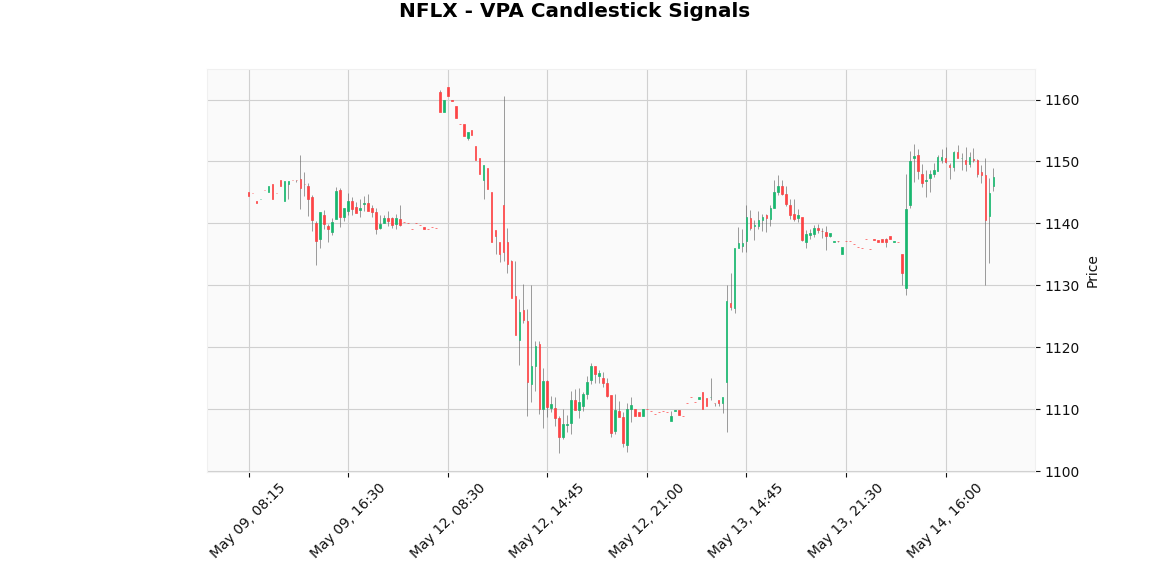 NFLX - VPA Candlestick Signals
1160
1150
1140
1130
1120
1110
1100
Price
May 09, 08:15
May 09, 16:30
May 12, 08:30
May 12, 14:45
May 12, 21:00
May 13, 14:45
May 13, 21:30
May 14, 16:00